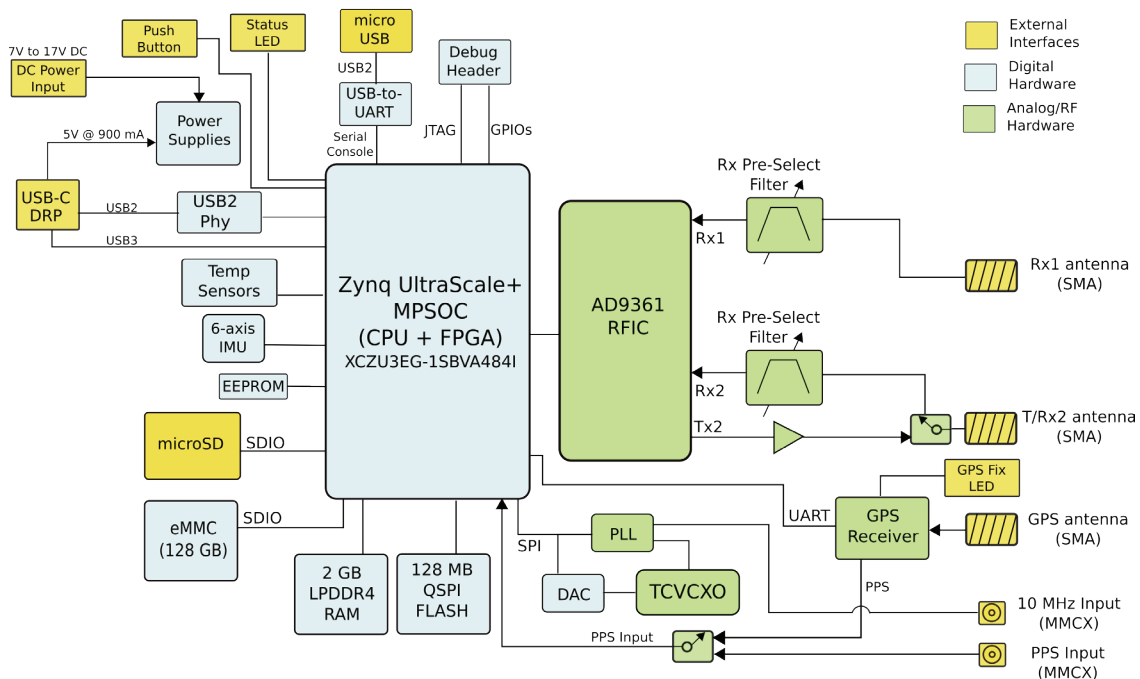 Push
Button
Status
LED
micro
USB
USB2
USB-to-
UART
Serial
Console
Debug
Header
JTAG
GPIOs
External
Interfaces
Digital
Hardware
Analog/RF
Hardware
7V to 17V DC
DC Power
Input
Power
Supplies
5V @ 900 mA
USB-C
DRP
USB2
USB2
Phy
USB3
Temp
Sensors
6-axis
IMU
EEPROM
microSD
SDIO
eMMC
(128 GB)
SDIO
Zynq UltraScale+
MPSOC
(CPU + FPGA)
XCZU3EG-1SBVA484I
AD9361
RFIC
Rx Pre-Select
Filter
Rx1
Rx1 antenna
(SMA)
Rx Pre-Select
Filter
Rx2
Tx2
T/Rx2 antenna
(SMA)
GPS Fix
LED
UART
GPS
Receiver
GPS antenna
(SMA)
2 GB
LPDDR4
RAM
128 MB
QSPI
FLASH
SPI
PLL
DAC
TCVCXO
PPS
10 MHz Input
(MMCX)
PPS Input
PPS Input
(MMCX)